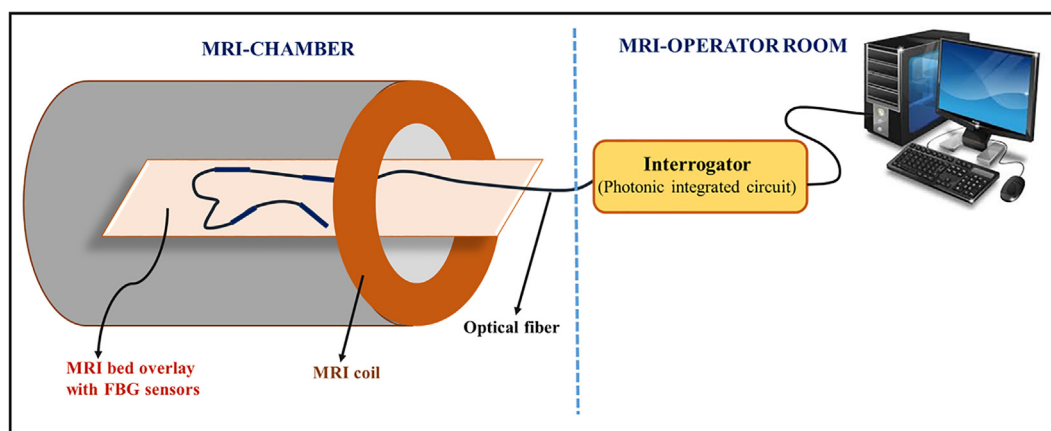 MRI-CHAMBER
MRI-OPERATOR ROOM
Interrogator
(Photonic integrated circuit)
Optical fiber
MRI bed overlay
with FBG sensors
MRI coil